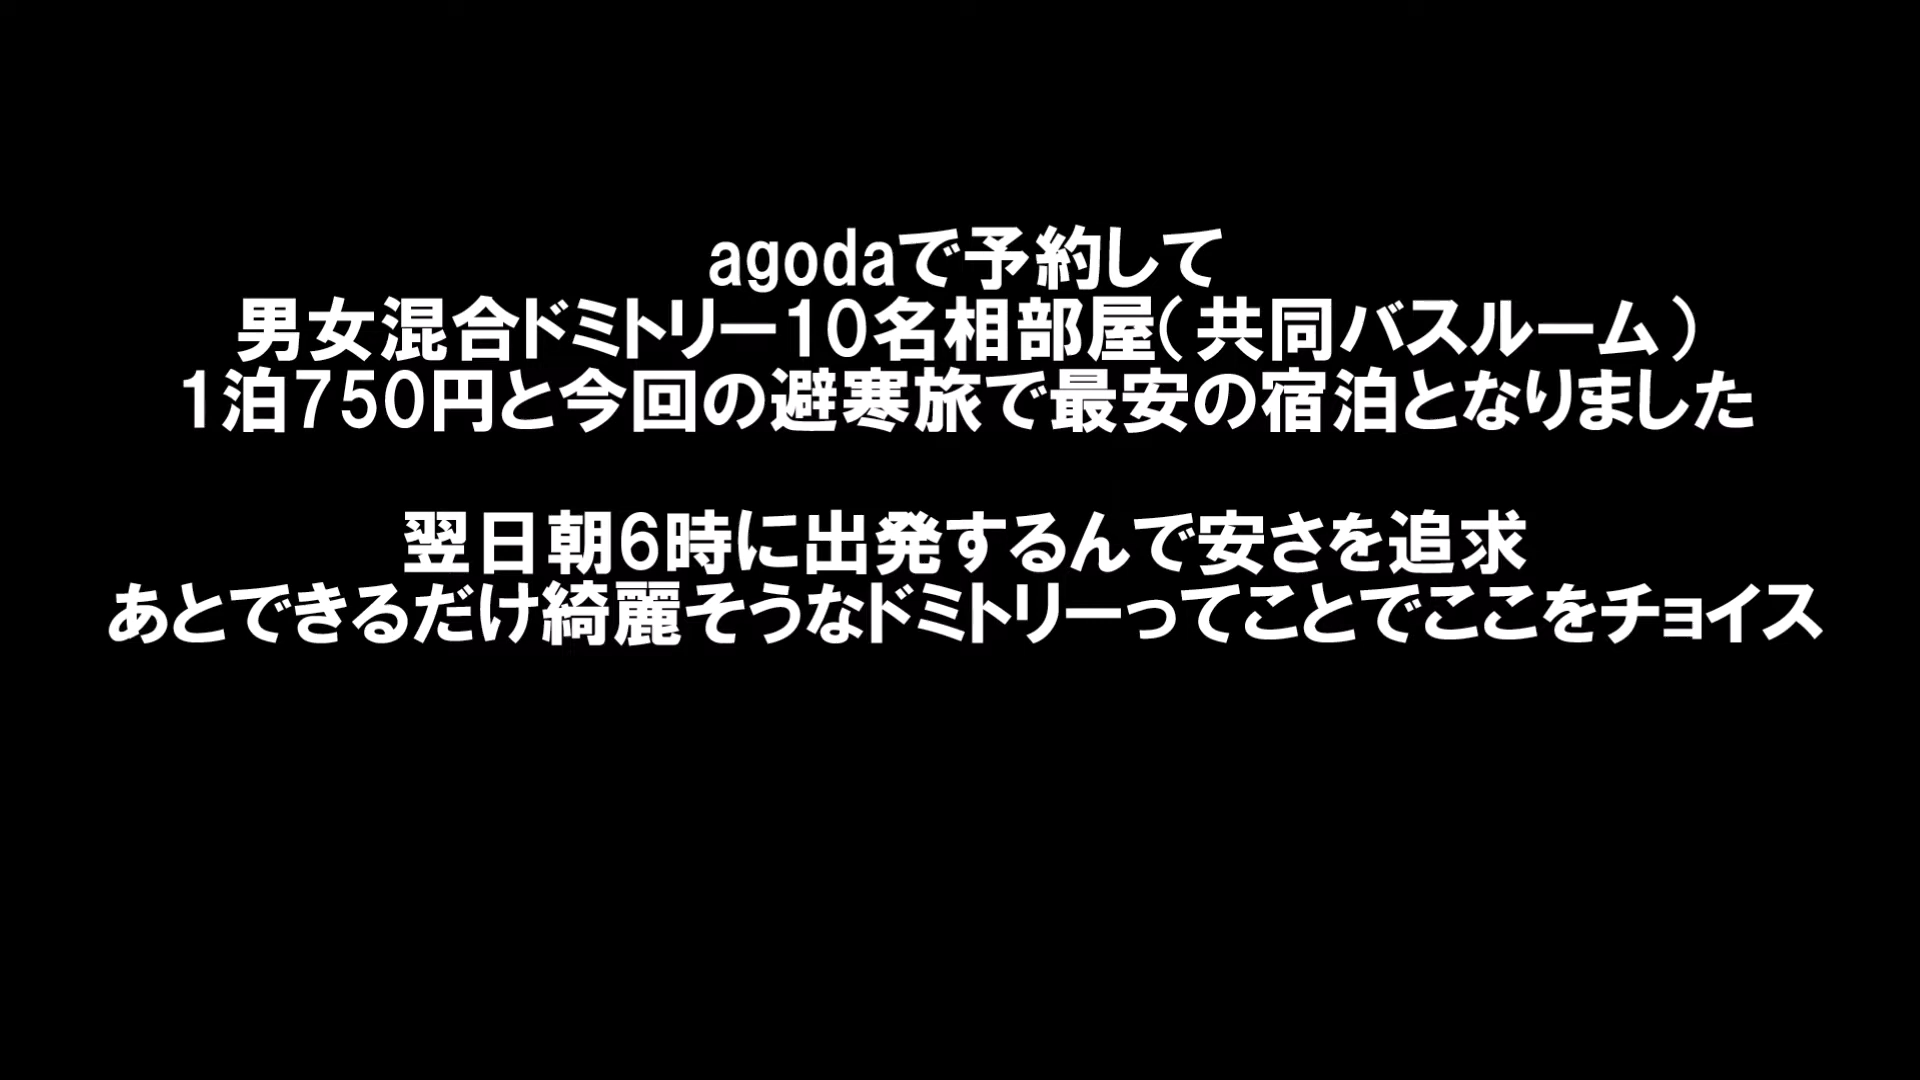 agodaで予約して
男女混合ドミトリー10名相部屋（共同バスルーム）
1泊750円と今回の避寒旅で最安の宿泊となりました
翌日朝6時に出発するんで安さを追求
あとできるだけ綺麗そうなドミトリーってことでここをチョイス